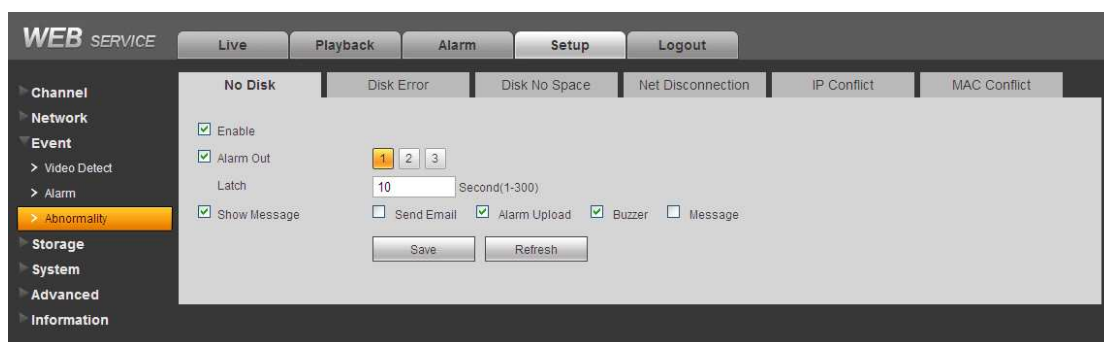 WEB SERVICE
Live Playback Alarm Setup Logout
Channel
Network
Event
> Video Detect
> Alarm
> Abnormality
Storage
System
Advanced
Information
No Disk Disk Error Disk No Space Net Disconnection IP Conflict MAC Conflict
Enable
Alarm Out 1 2 3
Latch 10 Second(1-300)
Show Message Send Email Alarm Upload Buzzer Message
Save Refresh